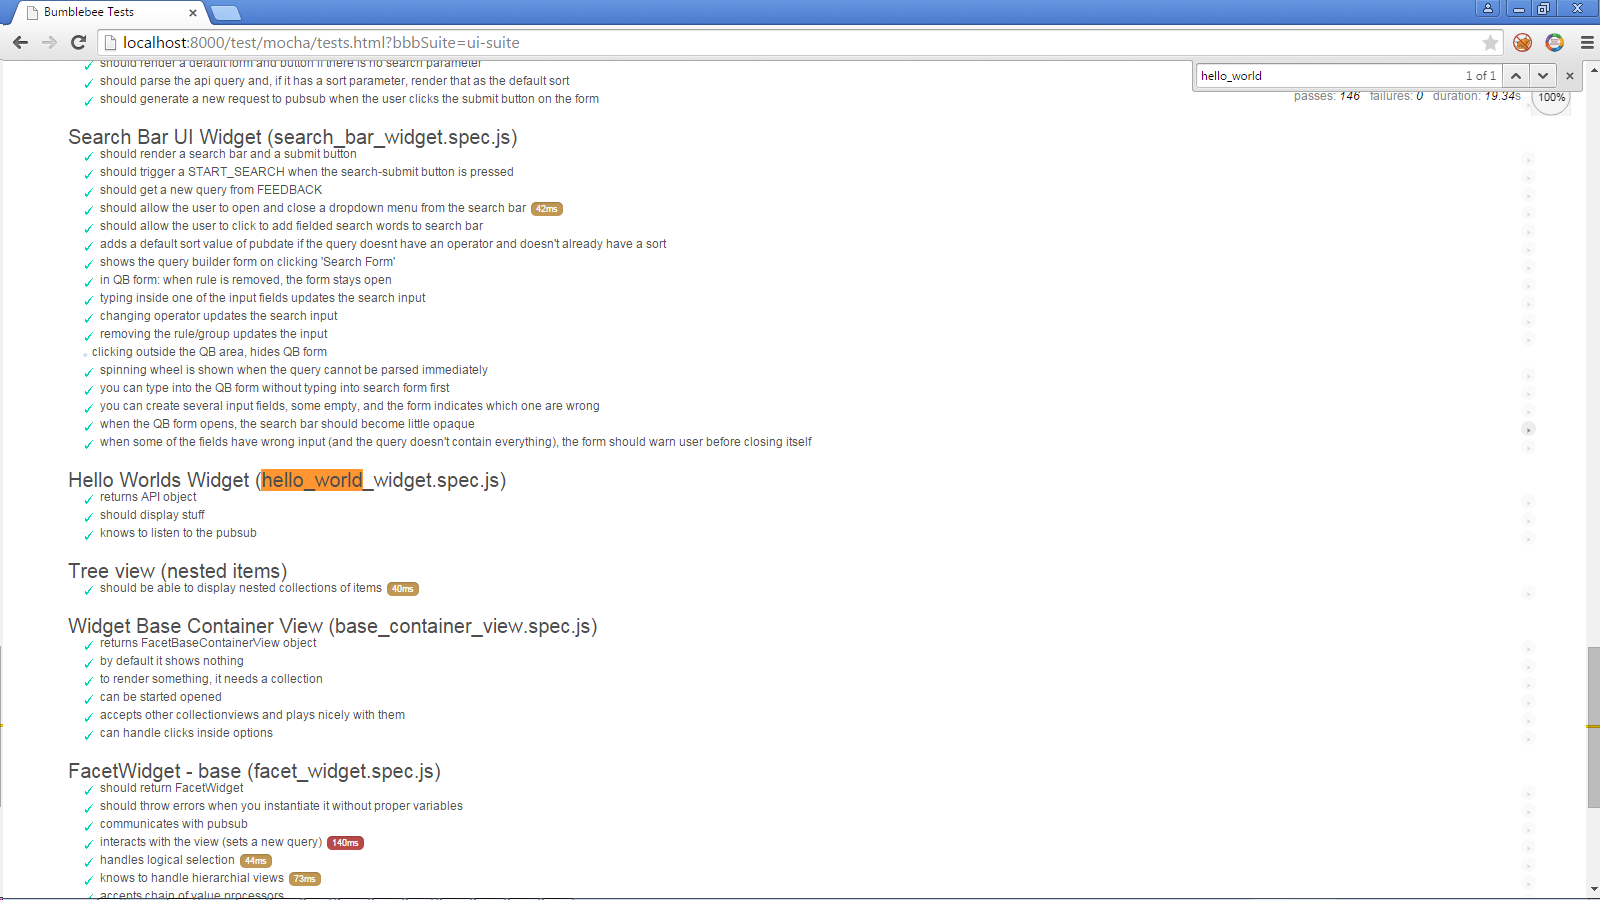 Bumblebee Tests
localhost:8000/test/mocha/tests.html?bbbSuite=ui-suite
hello_world 1 of 1
passes: 146 failures: 0 duration: 19.34s 100%
should render a default form and button if there is no search parameter
should parse the api query and, if it has a sort parameter, render that as the default sort
should generate a new request to pubsub when the user clicks the submit button on the form
Search Bar UI Widget (search_bar_widget.spec.js)
should render a search bar and a submit button
should trigger a START_SEARCH when the search-submit button is pressed
should get a new query from FEEDBACK
should allow the user to open and close a dropdown menu from the search bar 42ms
should allow the user to click to add fielded search words to search bar
adds a default sort value of pubdate if the query doesnt have an operator and doesn't already have a sort
shows the query builder form on clicking 'Search Form'
in QB form: when rule is removed, the form stays open
typing inside one of the input fields updates the search input
changing operator updates the search input
removing the rule/group updates the input
clicking outside the QB area, hides QB form
spinning wheel is shown when the query cannot be parsed immediately
you can type into the QB form without typing into search form first
you can create several input fields, some empty, and the form indicates which one are wrong
when the QB form opens, the search bar should become little opaque
when some of the fields have wrong input (and the query doesn't contain everything), the form should warn user before closing itself
Hello Worlds Widget (hello_world_widget.spec.js)
returns API object
should display stuff
knows to listen to the pubsub
Tree view (nested items)
should be able to display nested collections of items 40ms
Widget Base Container View (base_container_view.spec.js)
returns FacetBaseContainerView object
by default it shows nothing
to render something, it needs a collection
can be started opened
accepts other collectionviews and plays nicely with them
can handle clicks inside options
FacetWidget - base (facet_widget.spec.js)
should return FacetWidget
should throw errors when you instantiate it without proper variables
communicates with pubsub
interacts with the view (sets a new query) 140ms
handles logical selection 44ms
knows to handle hierarchial views 73ms
accepts chain of value processors